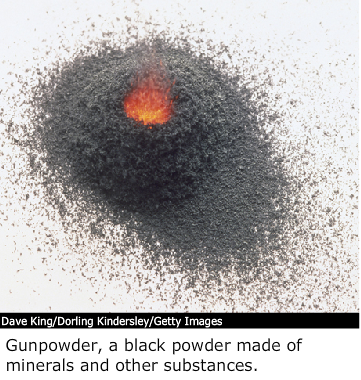 Dave King/Dorling Kindersley/Getty Images
Gunpowder, a black powder made of
minerals and other substances.